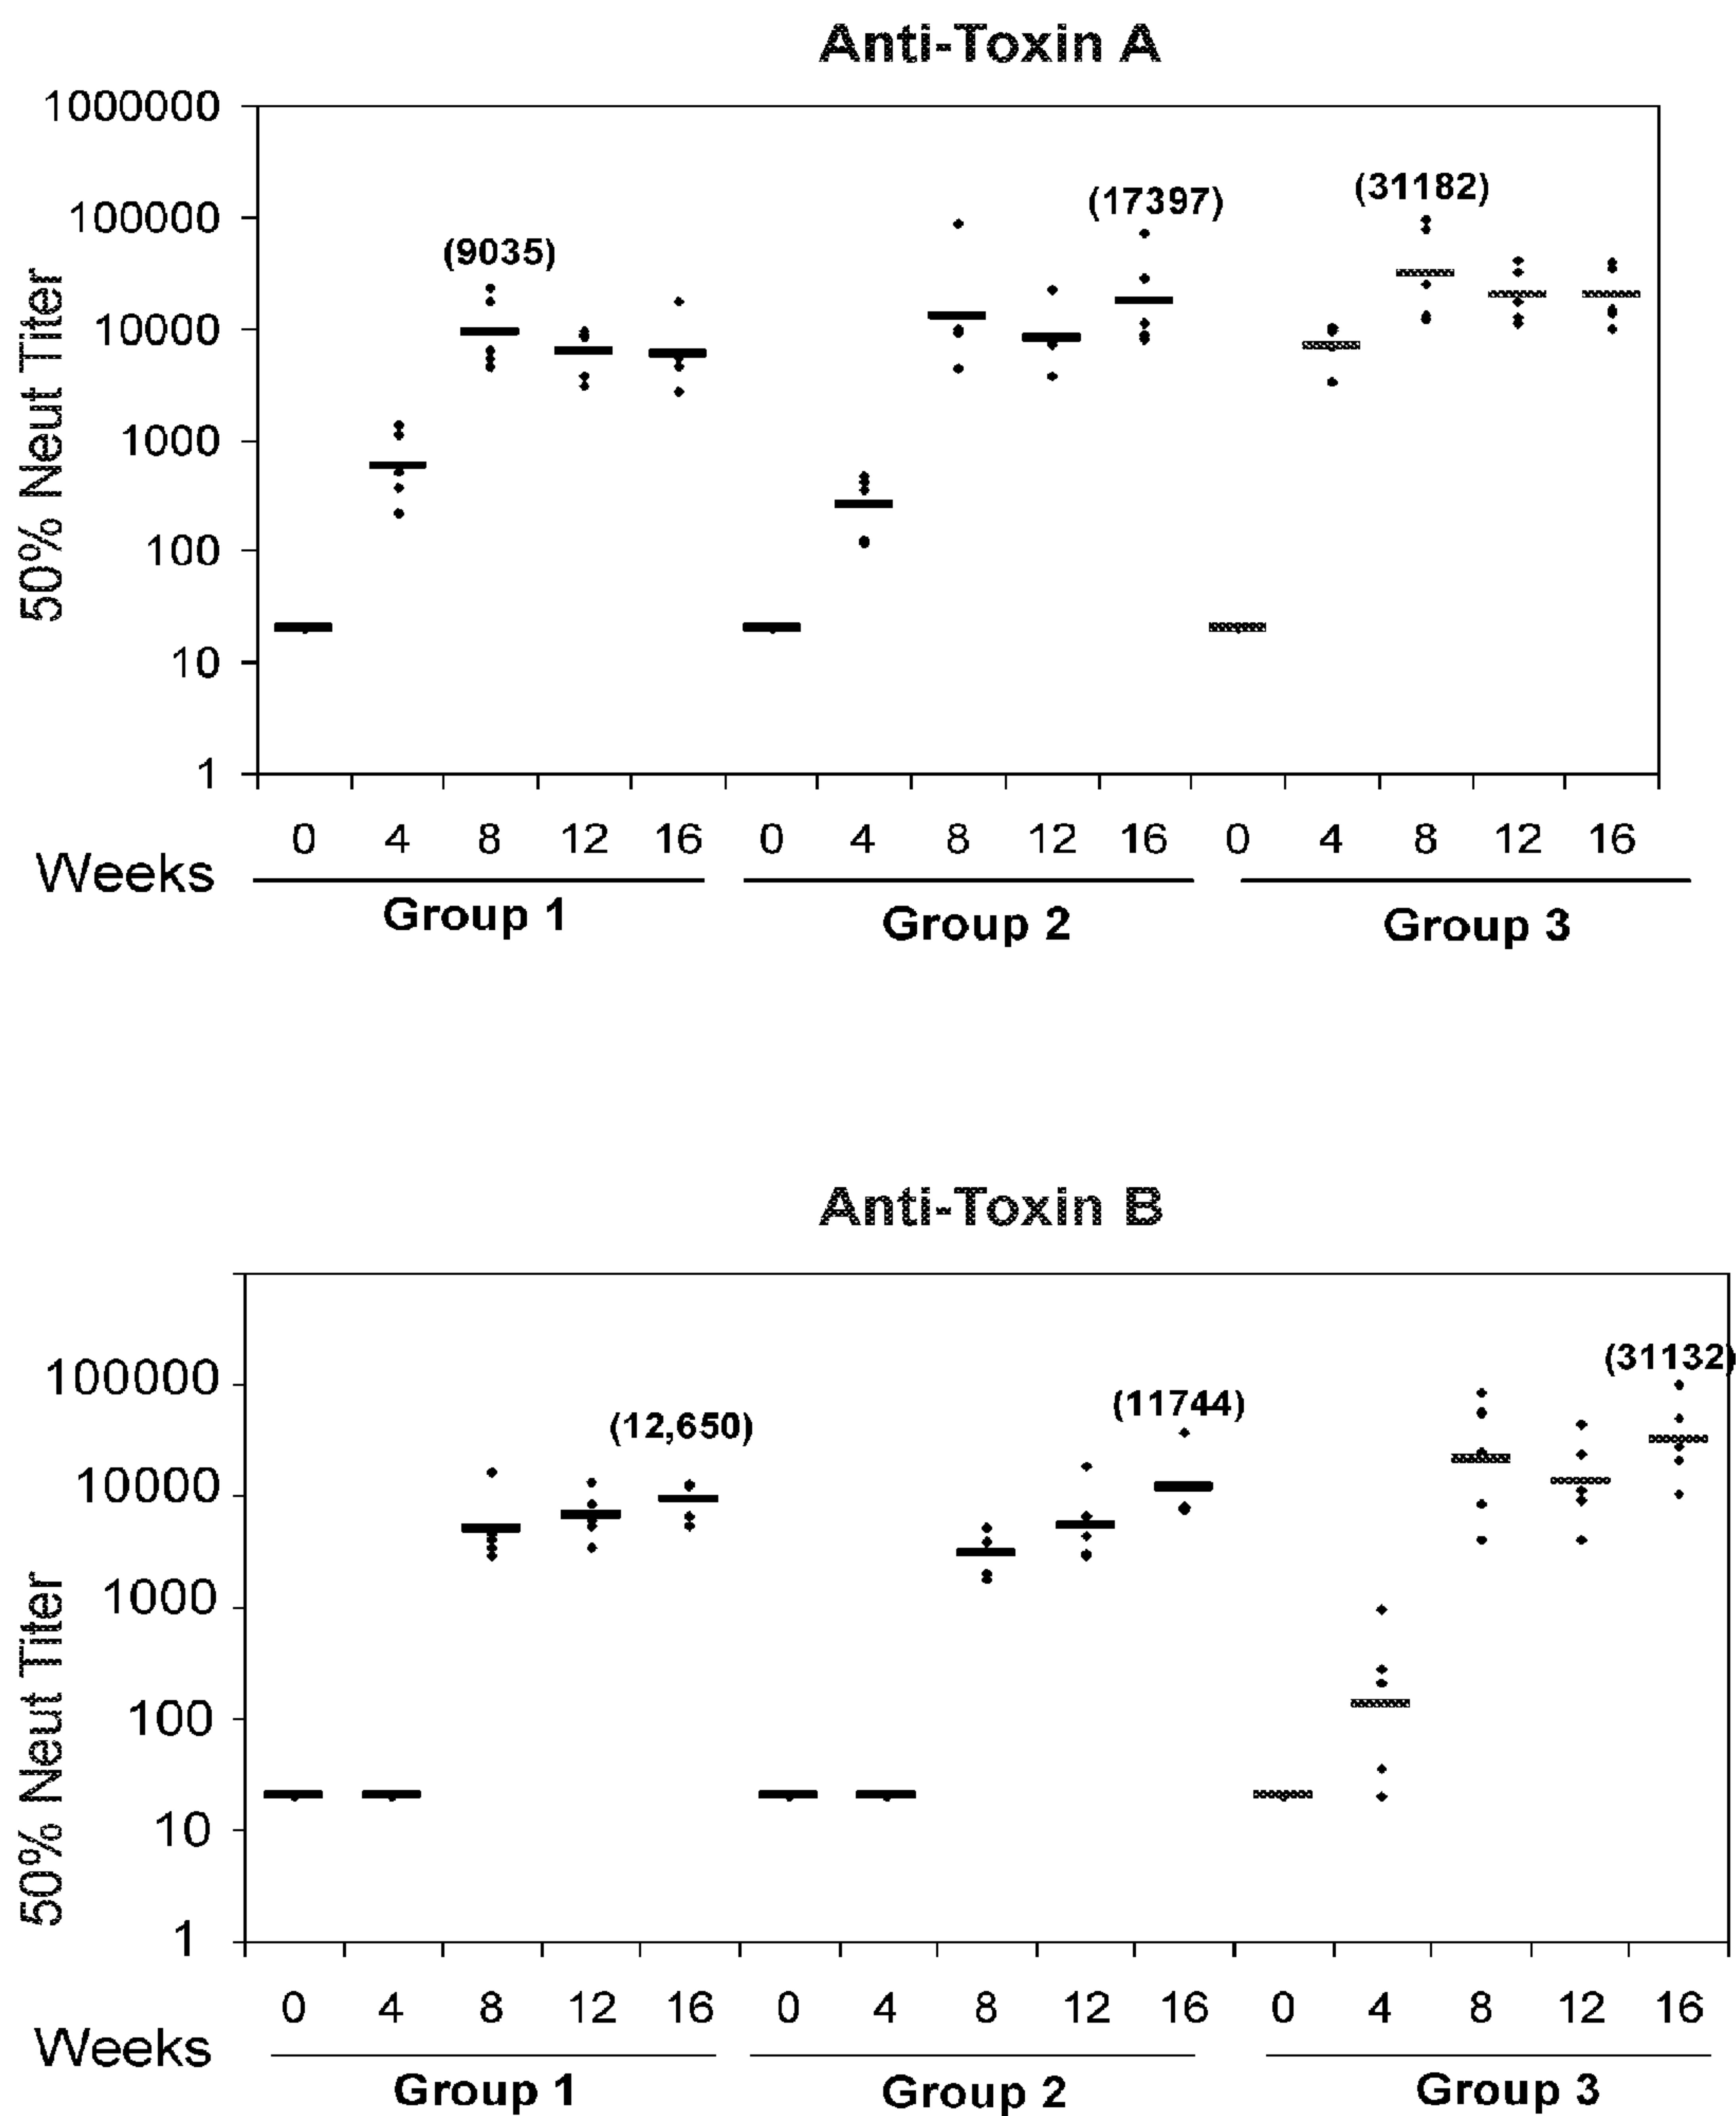 Anti-Toxin A
1000000
100000
10000
1000
100
10
1
50% Neut Titer
(9035)
(17397)
(31182)
0 4 8 12 16 0 4 8 12 16 0 4 8 12 16
Weeks
Group 1 Group 2 Group 3
Anti-Toxin B
100000
10000
1000
100
10
1
50% Neut Titer
(12,650)
(11744)
(31132)
0 4 8 12 16 0 4 8 12 16 0 4 8 12 16
Weeks
Group 1 Group 2 Group 3